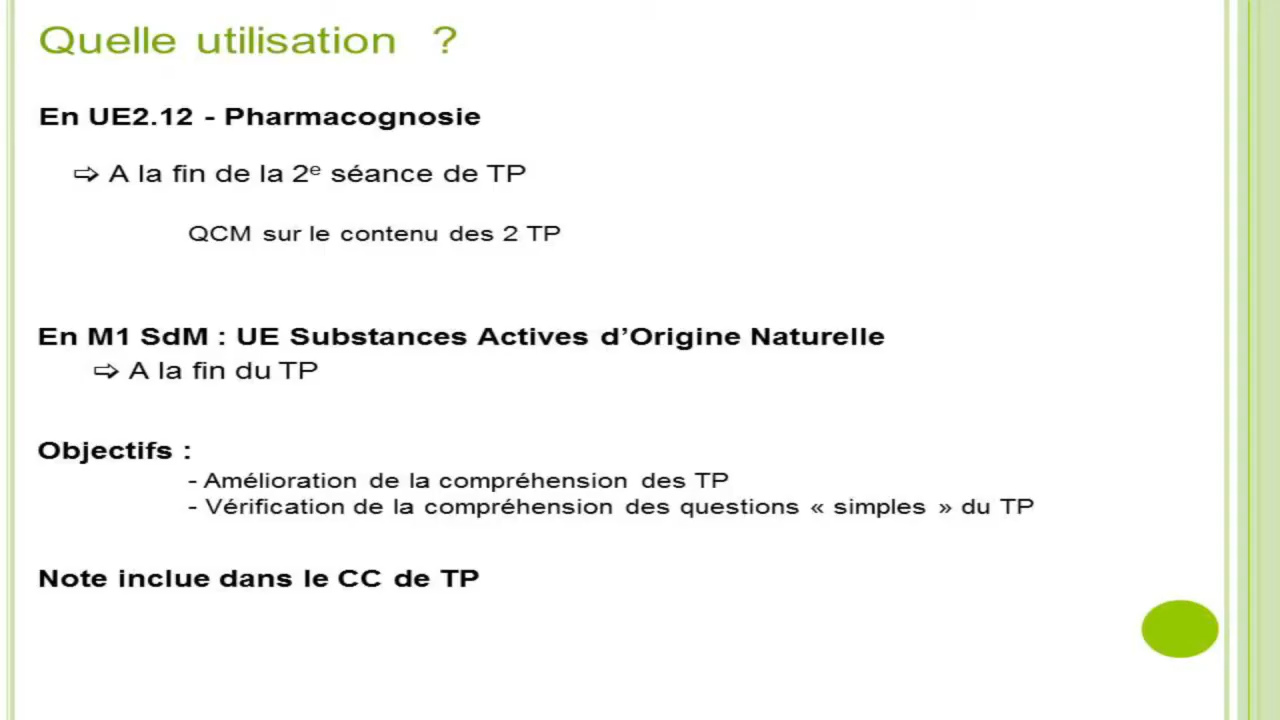 Quelle utilisation ?
En UE2.12 - Pharmacognosie
⇨ A la fin de la 2e séance de TP
QCM sur le contenu des 2 TP
En M1 SdM : UE Substances Actives d’Origine Naturelle
⇨ A la fin du TP
Objectifs :
- Amélioration de la compréhension des TP
- Vérification de la compréhension des questions « simples » du TP
Note inclue dans le CC de TP